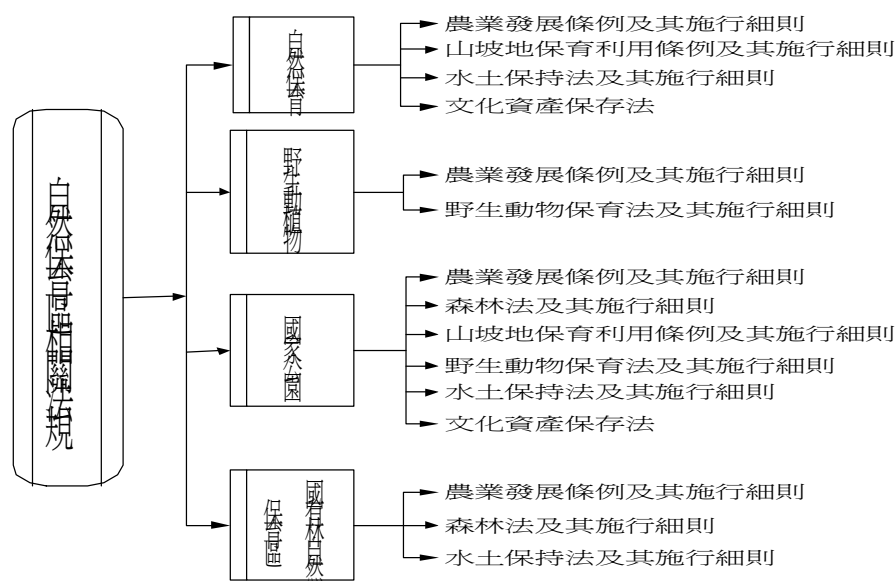 自然保育相關法規
自然保育
農業發展條例及其施行細則
山坡地保育利用條例及其施行細則
水土保持法及其施行細則
文化資產保存法
野生動植物
農業發展條例及其施行細則
野生動物保育法及其施行細則
國家公園
農業發展條例及其施行細則
森林法及其施行細則
山坡地保育利用條例及其施行細則
野生動物保育法及其施行細則
水土保持法及其施行細則
文化資產保存法
國有林自然
保育區
農業發展條例及其施行細則
森林法及其施行細則
水土保持法及其施行細則